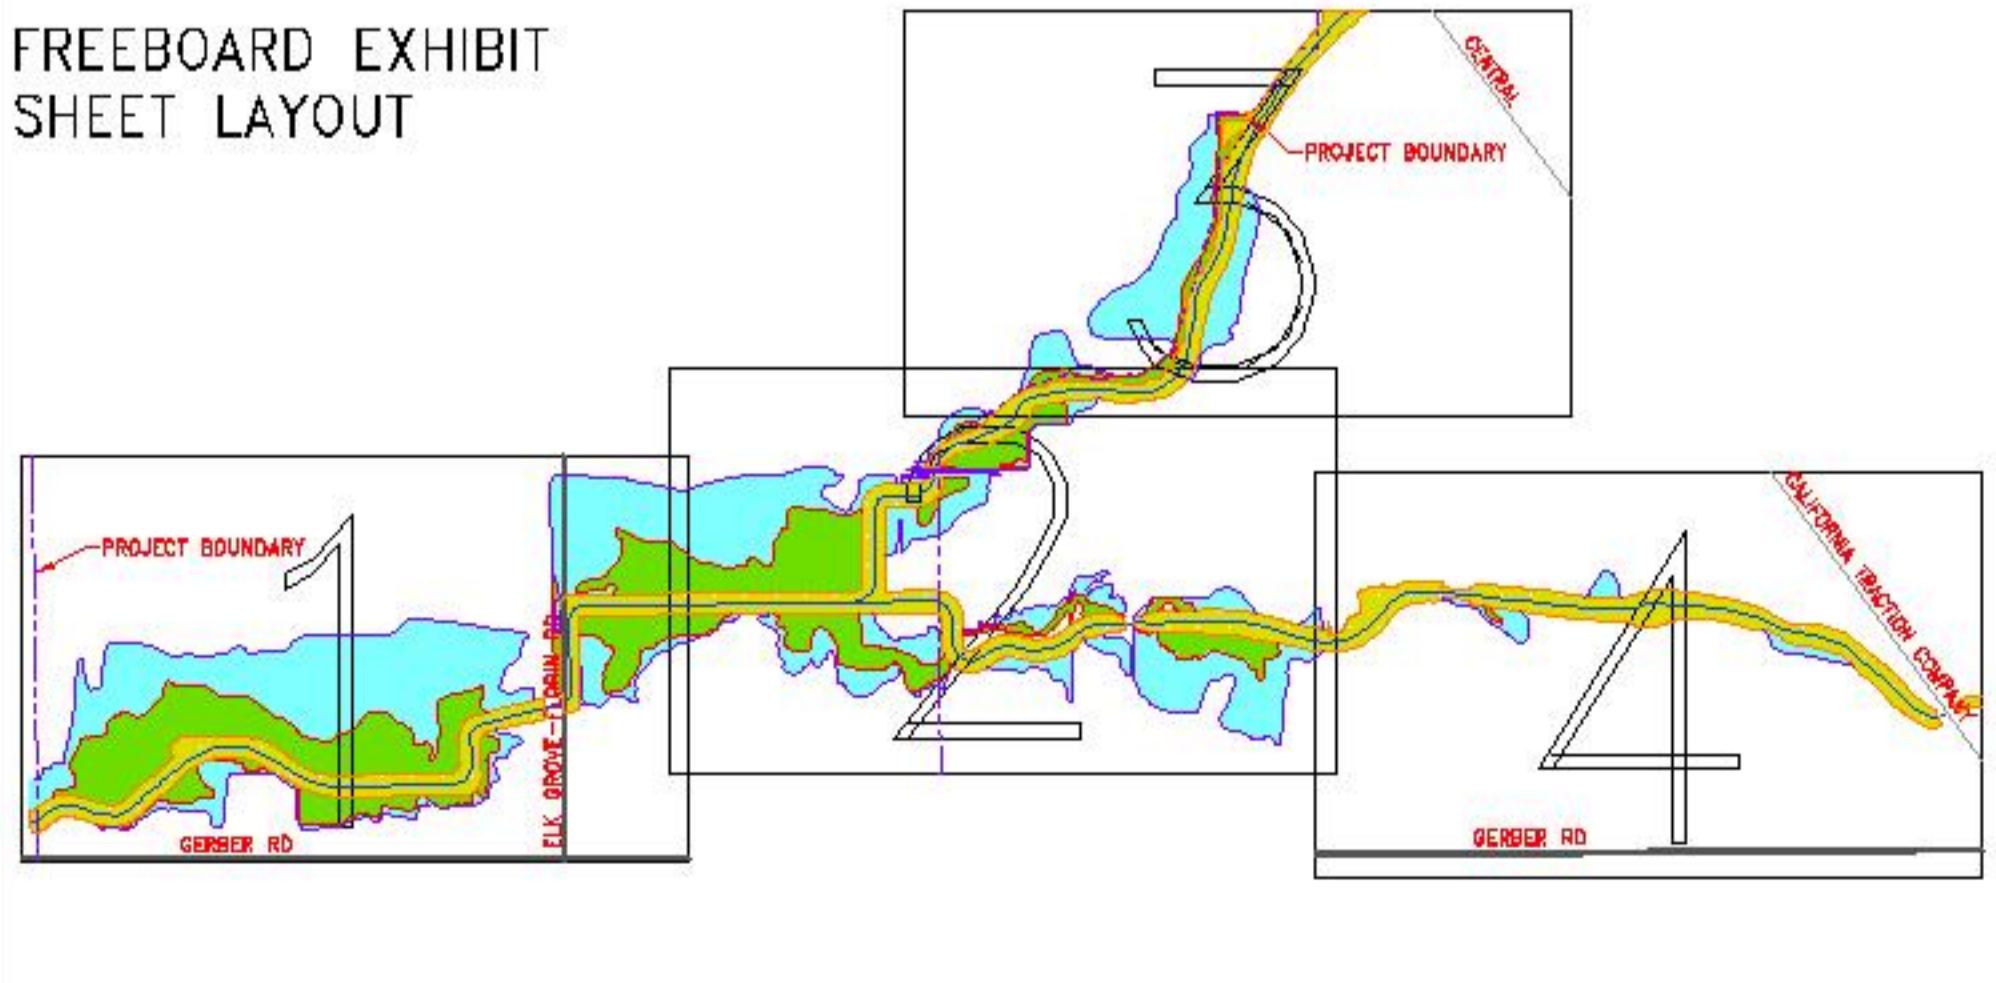 FREEBOARD EXHIBIT
SHEET LAYOUT
CENTRAL
PROJECT BOUNDARY
3
PROJECT BOUNDARY
1
2
4
ELK GROVE-FLORIN RD
CALIFORNIA TRACTION COMPANY
GERBER RD
GERBER RD